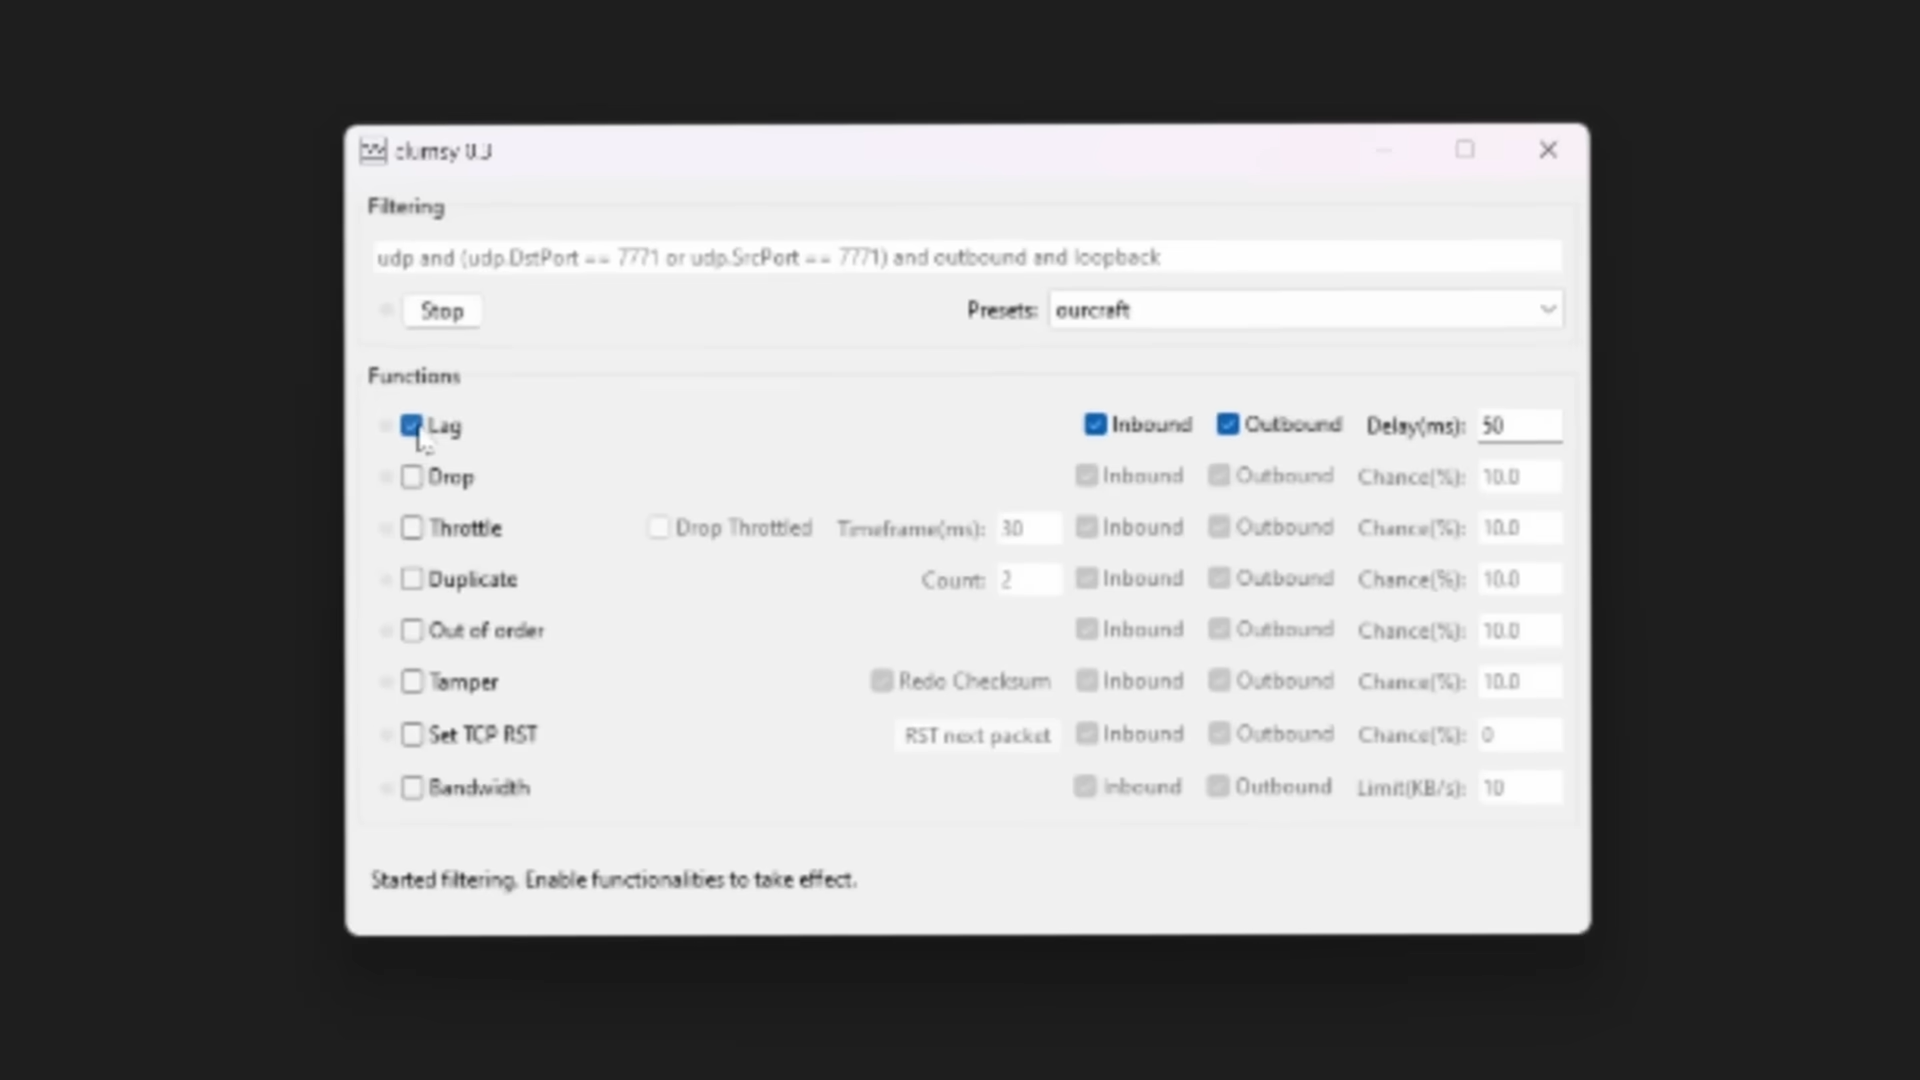 clumsy 0.3
Filtering
udp and (udp.DstPort == 7771 or udp.SrcPort == 7771) and outbound and loopback
Stop Presets: ourcraft
Functions
Lag Inbound Outbound Delay(ms): 50
Drop Inbound Outbound Chance(%): 10.0
Throttle Drop Throttled Timeframe(ms): 30 Inbound Outbound Chance(%): 10.0
Duplicate Count: 2 Inbound Outbound Chance(%): 10.0
Out of order Inbound Outbound Chance(%): 10.0
Tamper Redo Checksum Inbound Outbound Chance(%): 10.0
Set TCP RST RST next packet Inbound Outbound Chance(%): 0
Bandwidth Inbound Outbound Limit(KB/s): 10
Started filtering. Enable functionalities to take effect.